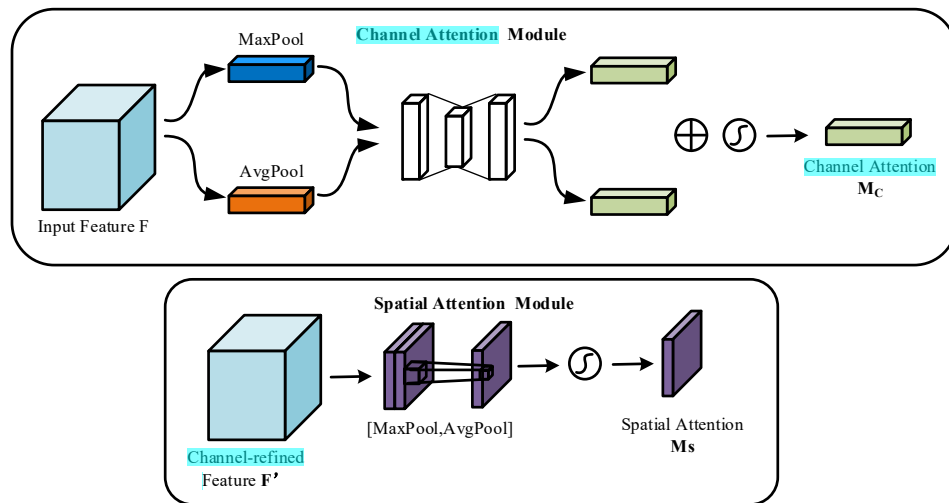 MaxPool
Channel Attention Module
AvgPool
Input Feature F
Channel Attention
M_C
Spatial Attention Module
[MaxPool,AvgPool]
Spatial Attention
Ms
Channel-refined
Feature F'